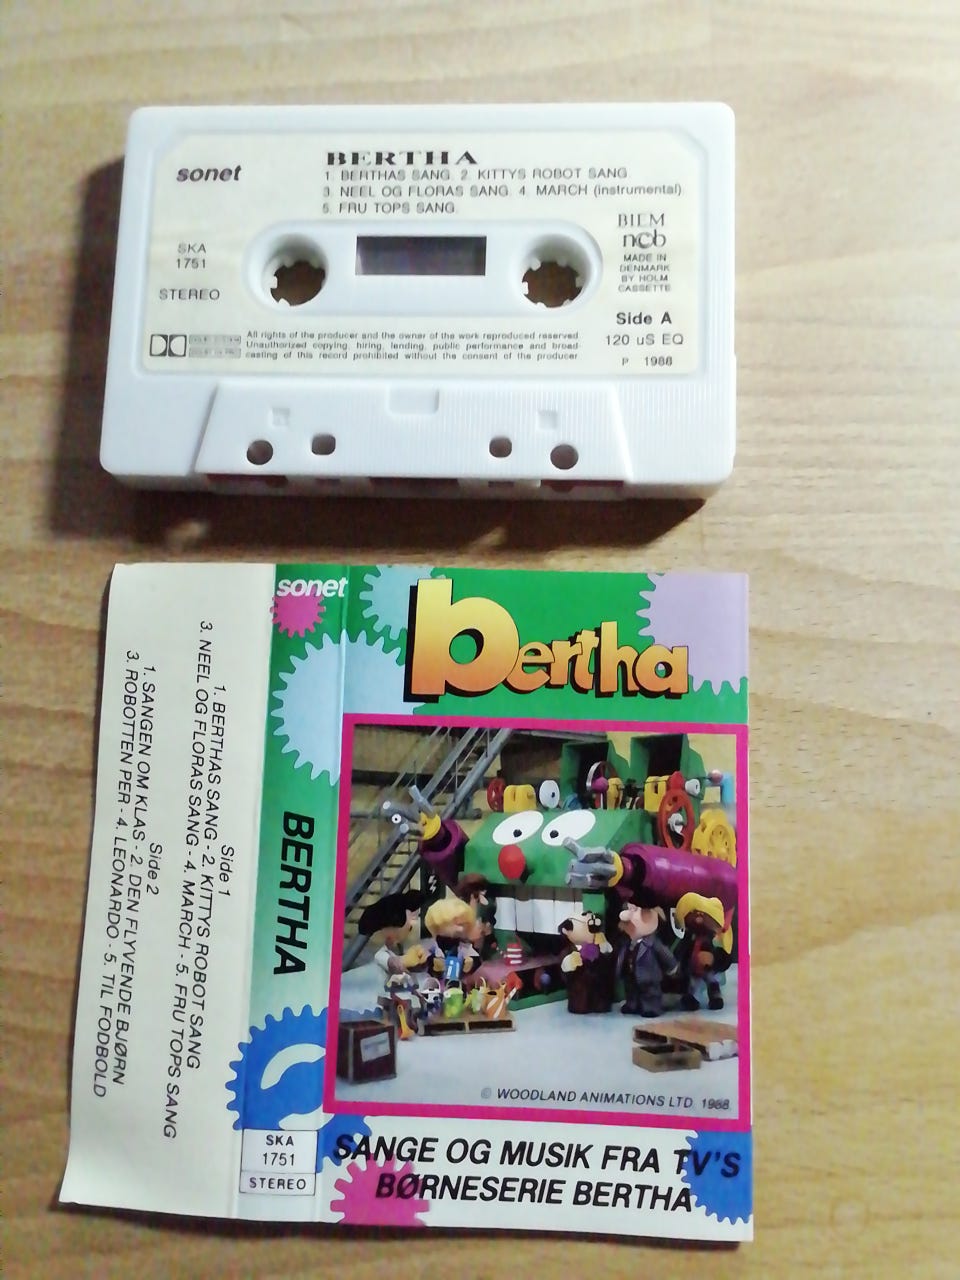 sonet
BERTHA
1. BERTHAS SANG. 2. KITTYS ROBOT SANG.
3. NEEL OG FLORAS SANG. 4. MARCH (instrumental).
5. FRU TOPS SANG.
SKA
1751
STEREO
BIEM
ncb
MADE IN
DENMARK
BY HOLM
CASSETTE
Side A
120 uS EQ
P 1988
All rights of the producer and the owner of the work reproduced reserved.
Unauthorized copying, hiring, lending, public performance and broad-
casting of this record prohibited without the consent of the producer
sonet
bertha
BERTHA
Side 1
1. BERTHAS SANG - 2. KITTYS ROBOT SANG
3. NEEL OG FLORAS SANG - 4. MARCH - 5. FRU TOPS SANG
Side 2
1. SANGEN OM KLAS - 2. DEN FLYVENDE BJØRN
3. ROBOTTEN PER - 4. LEONARDO - 5. TIL FODBOLD
© WOODLAND ANIMATIONS LTD. 1988.
SKA
1751
STEREO
SANGE OG MUSIK FRA TV'S
BØRNESERIE BERTHA